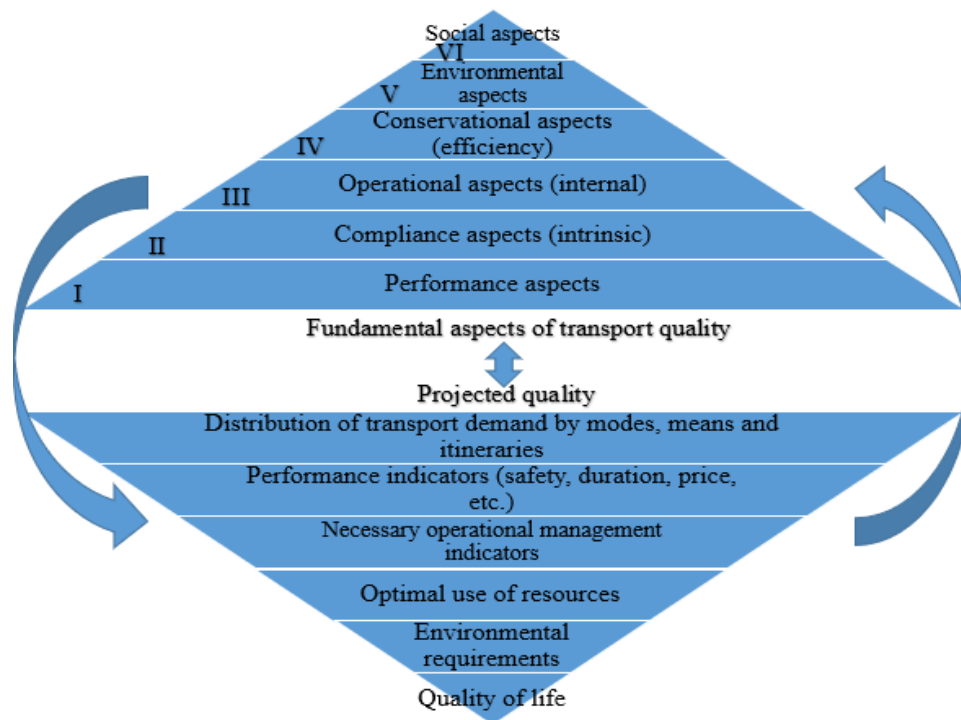 Social aspects
VI
Environmental
aspects
V
Conservational aspects
(efficiency)
IV
Operational aspects (internal)
III
Compliance aspects (intrinsic)
II
Performance aspects
I
Fundamental aspects of transport quality
Projected quality
Distribution of transport demand by modes, means and
itineraries
Performance indicators (safety, duration, price,
etc.)
Necessary operational management
indicators
Optimal use of resources
Environmental
requirements
Quality of life